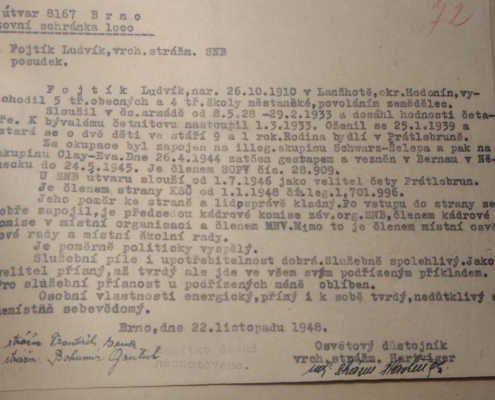 útvar 8167 B r n o
tovní schránka loco
72
Fojtík Ludvík, vrch. strážm. SNB
posudek.
F o j t í k Ludvík, nar. 26.10.1910 v Lanžhotě, okr. Hodonín, vy-
chodil 5 tř. obecných a 4 tř. školy měštanské, povoláním zemědělec.
Sloužil v čs. armádě od 8.5.28 -29.2.1933 a dosáhl hodnosti četa-
ře. K bývalému četnictvu nastoupil 1.3.1933. Oženil se 25.1.1939 a
stará se o dvě děti ve stáří 9 a 1 rok. Rodina bydlí v Prátlsbruně.
Za okupace byl zapojen na illeg. skupinu Schwarz-Šelepa a pak na
skupinu Clay-Eva. Dne 26.4.1944 zatčen gestapem a vězněn v Bernau v Ně-
mecku do 24.5.1945. Je členem SOPV čís. 28.909.
U SNB útvaru slouží od 1.7.1946 jako velitel čety Prátlsbrun.
Je členem strany KSČ od 1.1.1948 čís. leg. 1,701.996.
Jeho poměr ke straně a lidosprávě kladný. Po vstupu do strany se
dobře zapojil, je předsedou kádrové komise záv. org. SNB, členem kádrové
komise v místní organisaci a členem MNV. Mimo to je členem místní osvě
ové rady a místní školní rady.
Je poměrně politicky vyspělý.
Služební píle i upotřebitelnost dobrá. Služebně spolehlivý. Jako
velitel přísný, až tvrdý ale jde ve všem svým podřízeným příkladem.
Pro služební přísnost u podřízených méně oblíben.
Osobní vlastnosti energický, přímý i k sobě tvrdý, nedůtklivý
nemístně sebevědomý.
Brno, dne 22. listopadu 1948.
Osvětový důstojník
vrch. strážm.
strážm
strážm. Bohumír